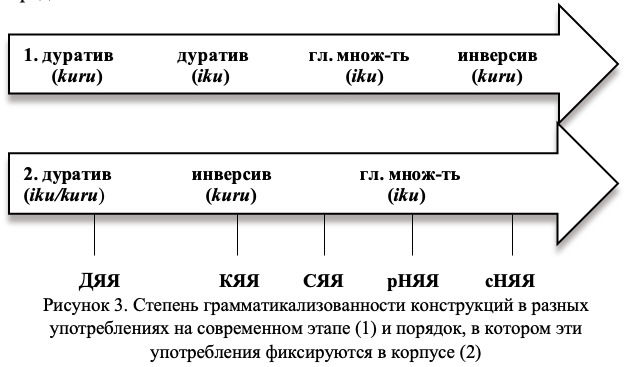 1. дуратив дуратив гл. множ-ть инверсив
(kuru) (iku) (iku) (kuru)
2. дуратив инверсив гл. множ-ть
(iku/kuru) (kuru) (iku)
ДЯЯ КЯЯ СЯЯ рНЯЯ сНЯЯ
Рисунок 3. Степень грамматикализованности конструкций в разных
употреблениях на современном этапе (1) и порядок, в котором эти
употребления фиксируются в корпусе (2)